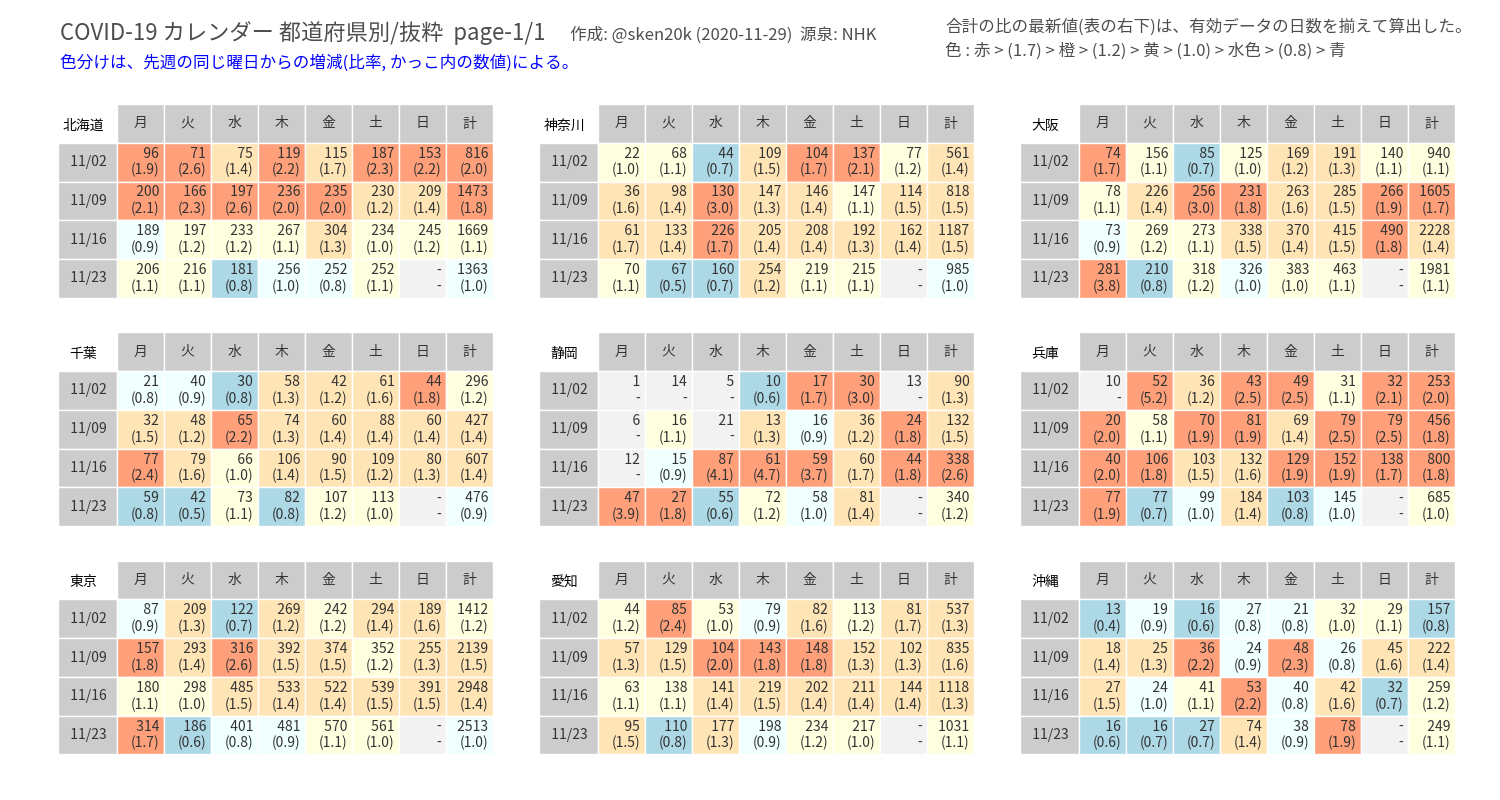 COVID-19 カレンダー 都道府県別/抜粋 page-1/1 作成: @sken20k (2020-11-29) 源泉: NHK
色分けは、先週の同じ曜日からの増減(比率, かっこ内の数値)による。
合計の比の最新値(表の右下)は、有効データの日数を揃えて算出した。
色 : 赤 > (1.7) > 橙 > (1.2) > 黄 > (1.0) > 水色 > (0.8) > 青
北海道 月 火 水 木 金 土 日 計
11/02 96 71 75 119 115 187 153 816
(1.9) (2.6) (1.4) (2.2) (1.7) (2.3) (2.2) (2.0)
11/09 200 166 197 236 235 230 209 1473
(2.1) (2.3) (2.6) (2.0) (2.0) (1.2) (1.4) (1.8)
11/16 189 197 233 267 304 234 245 1669
(0.9) (1.2) (1.2) (1.1) (1.3) (1.0) (1.2) (1.1)
11/23 206 216 181 256 252 252 - 1363
(1.1) (1.1) (0.8) (1.0) (0.8) (1.1) - (1.0)
神奈川 月 火 水 木 金 土 日 計
11/02 22 68 44 109 104 137 77 561
(1.0) (1.1) (0.7) (1.5) (1.7) (2.1) (1.2) (1.4)
11/09 36 98 130 147 146 147 114 818
(1.6) (1.4) (3.0) (1.3) (1.4) (1.1) (1.5) (1.5)
11/16 61 133 226 205 208 192 162 1187
(1.7) (1.4) (1.7) (1.4) (1.4) (1.3) (1.4) (1.5)
11/23 70 67 160 254 219 215 - 985
(1.1) (0.5) (0.7) (1.2) (1.1) (1.1) - (1.0)
大阪 月 火 水 木 金 土 日 計
11/02 74 156 85 125 169 191 140 940
(1.7) (1.1) (0.7) (1.0) (1.2) (1.3) (1.1) (1.1)
11/09 78 226 256 231 263 285 266 1605
(1.1) (1.4) (3.0) (1.8) (1.6) (1.5) (1.9) (1.7)
11/16 73 269 273 338 370 415 490 2228
(0.9) (1.2) (1.1) (1.5) (1.4) (1.5) (1.8) (1.4)
11/23 281 210 318 326 383 463 - 1981
(3.8) (0.8) (1.2) (1.0) (1.0) (1.1) - (1.1)
千葉 月 火 水 木 金 土 日 計
11/02 21 40 30 58 42 61 44 296
(0.8) (0.9) (0.8) (1.3) (1.2) (1.6) (1.8) (1.2)
11/09 32 48 65 74 60 88 60 427
(1.5) (1.2) (2.2) (1.3) (1.4) (1.4) (1.4) (1.4)
11/16 77 79 66 106 90 109 80 607
(2.4) (1.6) (1.0) (1.4) (1.5) (1.2) (1.3) (1.4)
11/23 59 42 73 82 107 113 - 476
(0.8) (0.5) (1.1) (0.8) (1.2) (1.0) - (0.9)
静岡 月 火 水 木 金 土 日 計
11/02 1 14 5 10 17 30 13 90
- - - (0.6) (1.7) (3.0) - (1.3)
11/09 6 16 21 13 16 36 24 132
- (1.1) - (1.3) (0.9) (1.2) (1.8) (1.5)
11/16 12 15 87 61 59 60 44 338
- (0.9) (4.1) (4.7) (3.7) (1.7) (1.8) (2.6)
11/23 47 27 55 72 58 81 - 340
(3.9) (1.8) (0.6) (1.2) (1.0) (1.4) - (1.2)
兵庫 月 火 水 木 金 土 日 計
11/02 10 52 36 43 49 31 32 253
- (5.2) (1.2) (2.5) (2.5) (1.1) (2.1) (2.0)
11/09 20 58 70 81 69 79 79 456
(2.0) (1.1) (1.9) (1.9) (1.4) (2.5) (2.5) (1.8)
11/16 40 106 103 132 129 152 138 800
(2.0) (1.8) (1.5) (1.6) (1.9) (1.9) (1.7) (1.8)
11/23 77 77 99 184 103 145 - 685
(1.9) (0.7) (1.0) (1.4) (0.8) (1.0) - (1.0)
東京 月 火 水 木 金 土 日 計
11/02 87 209 122 269 242 294 189 1412
(0.9) (1.3) (0.7) (1.2) (1.2) (1.4) (1.6) (1.2)
11/09 157 293 316 392 374 352 255 2139
(1.8) (1.4) (2.6) (1.5) (1.5) (1.2) (1.3) (1.5)
11/16 180 298 485 533 522 539 391 2948
(1.1) (1.0) (1.5) (1.4) (1.4) (1.5) (1.5) (1.4)
11/23 314 186 401 481 570 561 - 2513
(1.7) (0.6) (0.8) (0.9) (1.1) (1.0) - (1.0)
愛知 月 火 水 木 金 土 日 計
11/02 44 85 53 79 82 113 81 537
(1.2) (2.4) (1.0) (0.9) (1.6) (1.2) (1.7) (1.3)
11/09 57 129 104 143 148 152 102 835
(1.3) (1.5) (2.0) (1.8) (1.8) (1.3) (1.3) (1.6)
11/16 63 138 141 219 202 211 144 1118
(1.1) (1.1) (1.4) (1.5) (1.4) (1.4) (1.4) (1.3)
11/23 95 110 177 198 234 217 - 1031
(1.5) (0.8) (1.3) (0.9) (1.2) (1.0) - (1.1)
沖縄 月 火 水 木 金 土 日 計
11/02 13 19 16 27 21 32 29 157
(0.4) (0.9) (0.6) (0.8) (0.8) (1.0) (1.1) (0.8)
11/09 18 25 36 24 48 26 45 222
(1.4) (1.3) (2.2) (0.9) (2.3) (0.8) (1.6) (1.4)
11/16 27 24 41 53 40 42 32 259
(1.5) (1.0) (1.1) (2.2) (0.8) (1.6) (0.7) (1.2)
11/23 16 16 27 74 38 78 - 249
(0.6) (0.7) (0.7) (1.4) (0.9) (1.9) - (1.1)